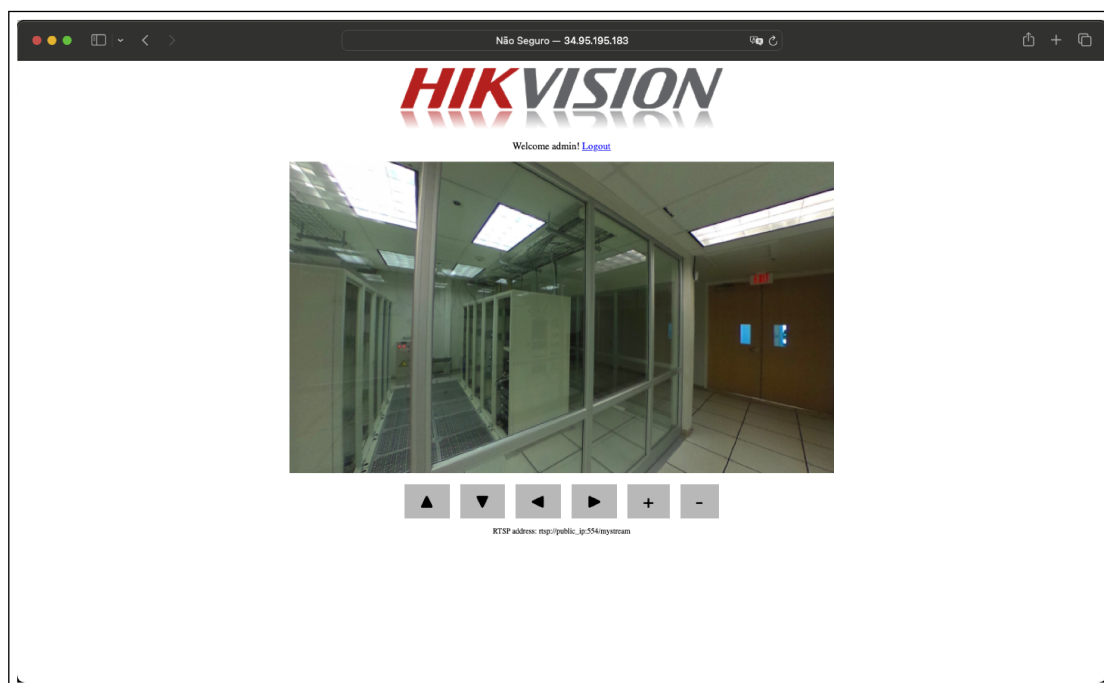 Não Seguro — 34.95.195.183
HIKVISION
Welcome admin! Logout
EXIT
▲ ▼ ◀ ▶ + -
RTSP address: rtsp://public_ip:554/mystream